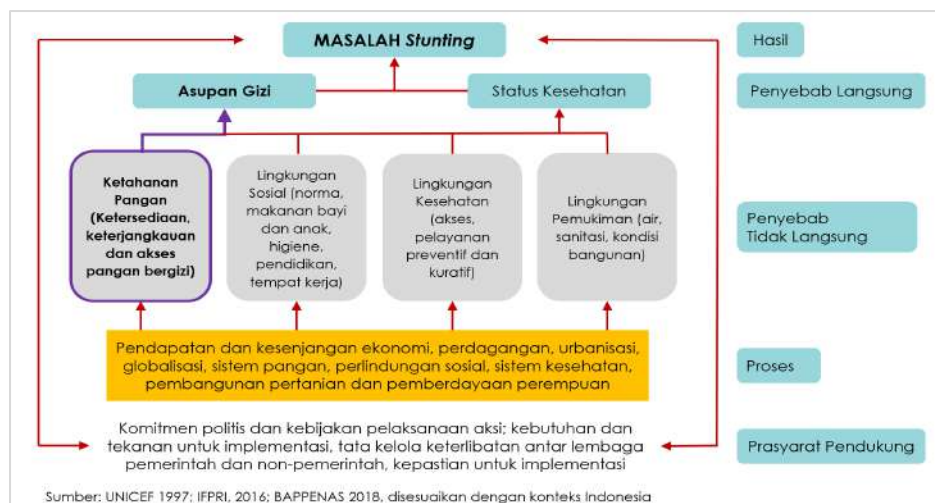 MASALAH Stunting
Hasil
Asupan Gizi
Status Kesehatan
Penyebab Langsung
Ketahanan
Pangan
(Ketersediaan,
keterjangkauan
dan akses
pangan bergizi)
Lingkungan
Sosial (norma,
makanan bayi
dan anak,
higiene,
pendidikan,
tempat kerja)
Lingkungan
Kesehatan
(akses,
pelayanan
preventif dan
kuratif)
Lingkungan
Pemukiman (air,
sanitasi, kondisi
bangunan)
Penyebab
Tidak Langsung
Pendapatan dan kesenjangan ekonomi, perdagangan, urbanisasi,
globalisasi, sistem pangan, perlindungan sosial, sistem kesehatan,
pembangunan pertanian dan pemberdayaan perempuan
Proses
Komitmen politis dan kebijakan pelaksanaan aksi; kebutuhan dan
tekanan untuk implementasi, tata kelola keterlibatan antar lembaga
pemerintah dan non-pemerintah, kepastian untuk implementasi
Prasyarat Pendukung
Sumber: UNICEF 1997; IFPRI, 2016; BAPPENAS 2018, disesuaikan dengan konteks Indonesia